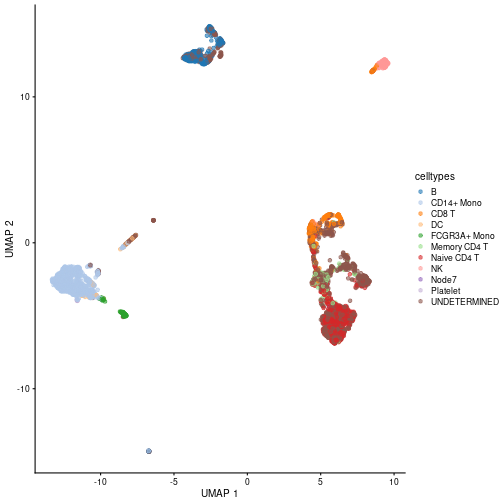 10
0
-10
UMAP 2
-10
-5
0
5
10
UMAP 1
celltypes
B
CD14+ Mono
CD8 T
DC
FCGR3A+ Mono
Memory CD4 T
Naive CD4 T
NK
Node7
Platelet
UNDETERMINED